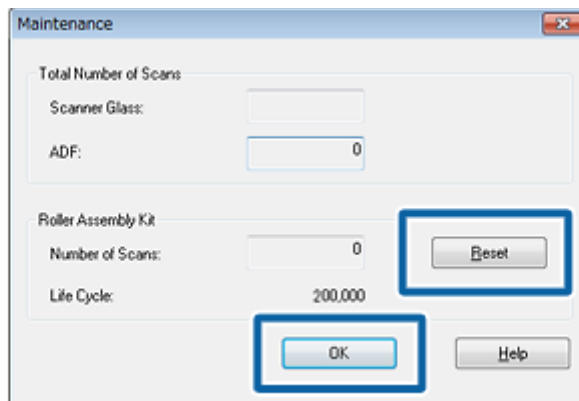 Maintenance
Total Number of Scans
Scanner Glass:
ADF: 0
Roller Assembly Kit
Number of Scans: 0 Reset
Life Cycle: 200,000
OK Help